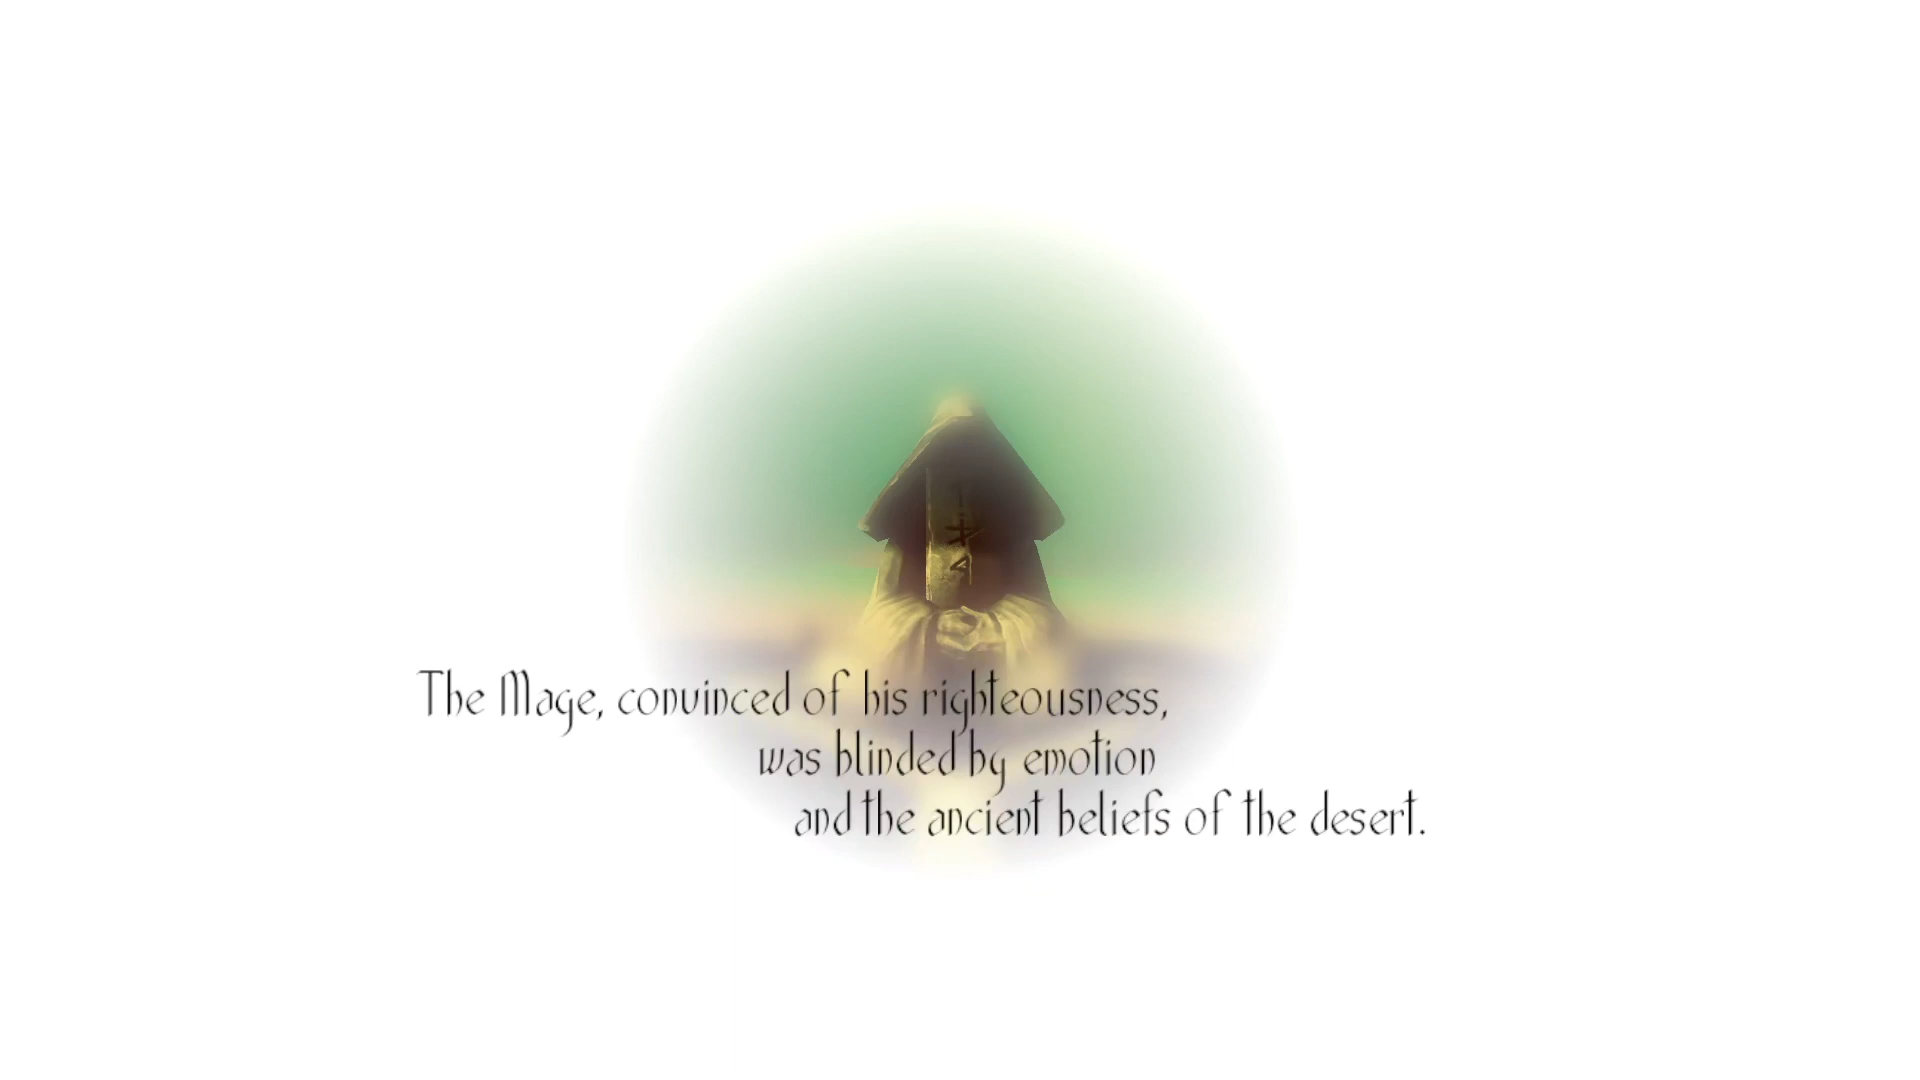 The Mage, convinced of his righteousness,
was blinded by emotion
and the ancient beliefs of the desert.